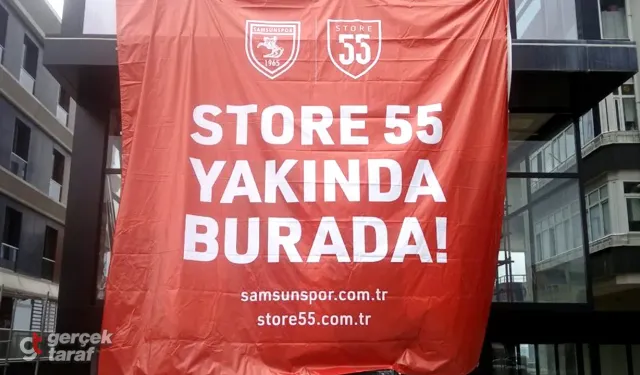 SAMSUNSPOR
1965
STORE
55
STORE 55
YAKINDA
BURADA!
samsunspor.com.tr
store55.com.tr
gerçek
taraf